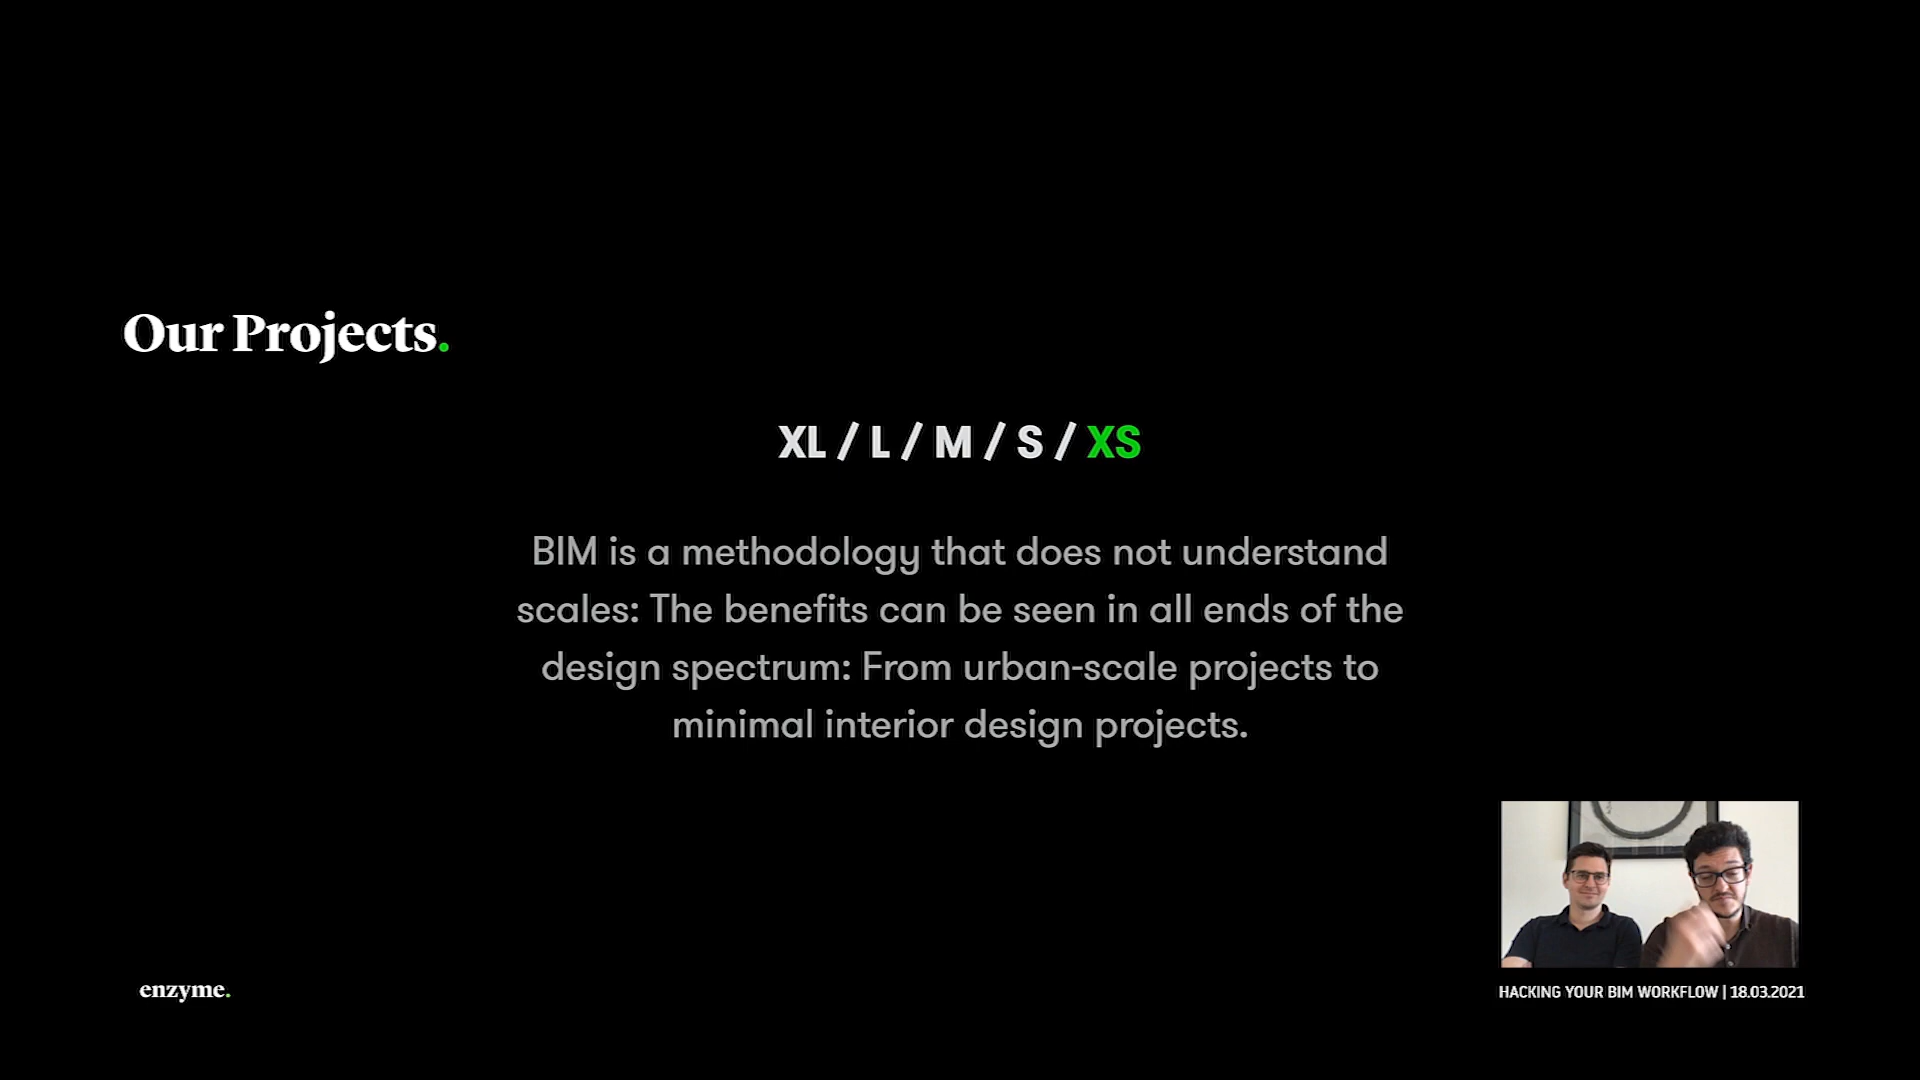 Our Projects.
XL / L / M / S / XS
BIM is a methodology that does not understand
scales: The benefits can be seen in all ends of the
design spectrum: From urban-scale projects to
minimal interior design projects.
enzyme.
HACKING YOUR BIM WORKFLOW | 18.03.2021